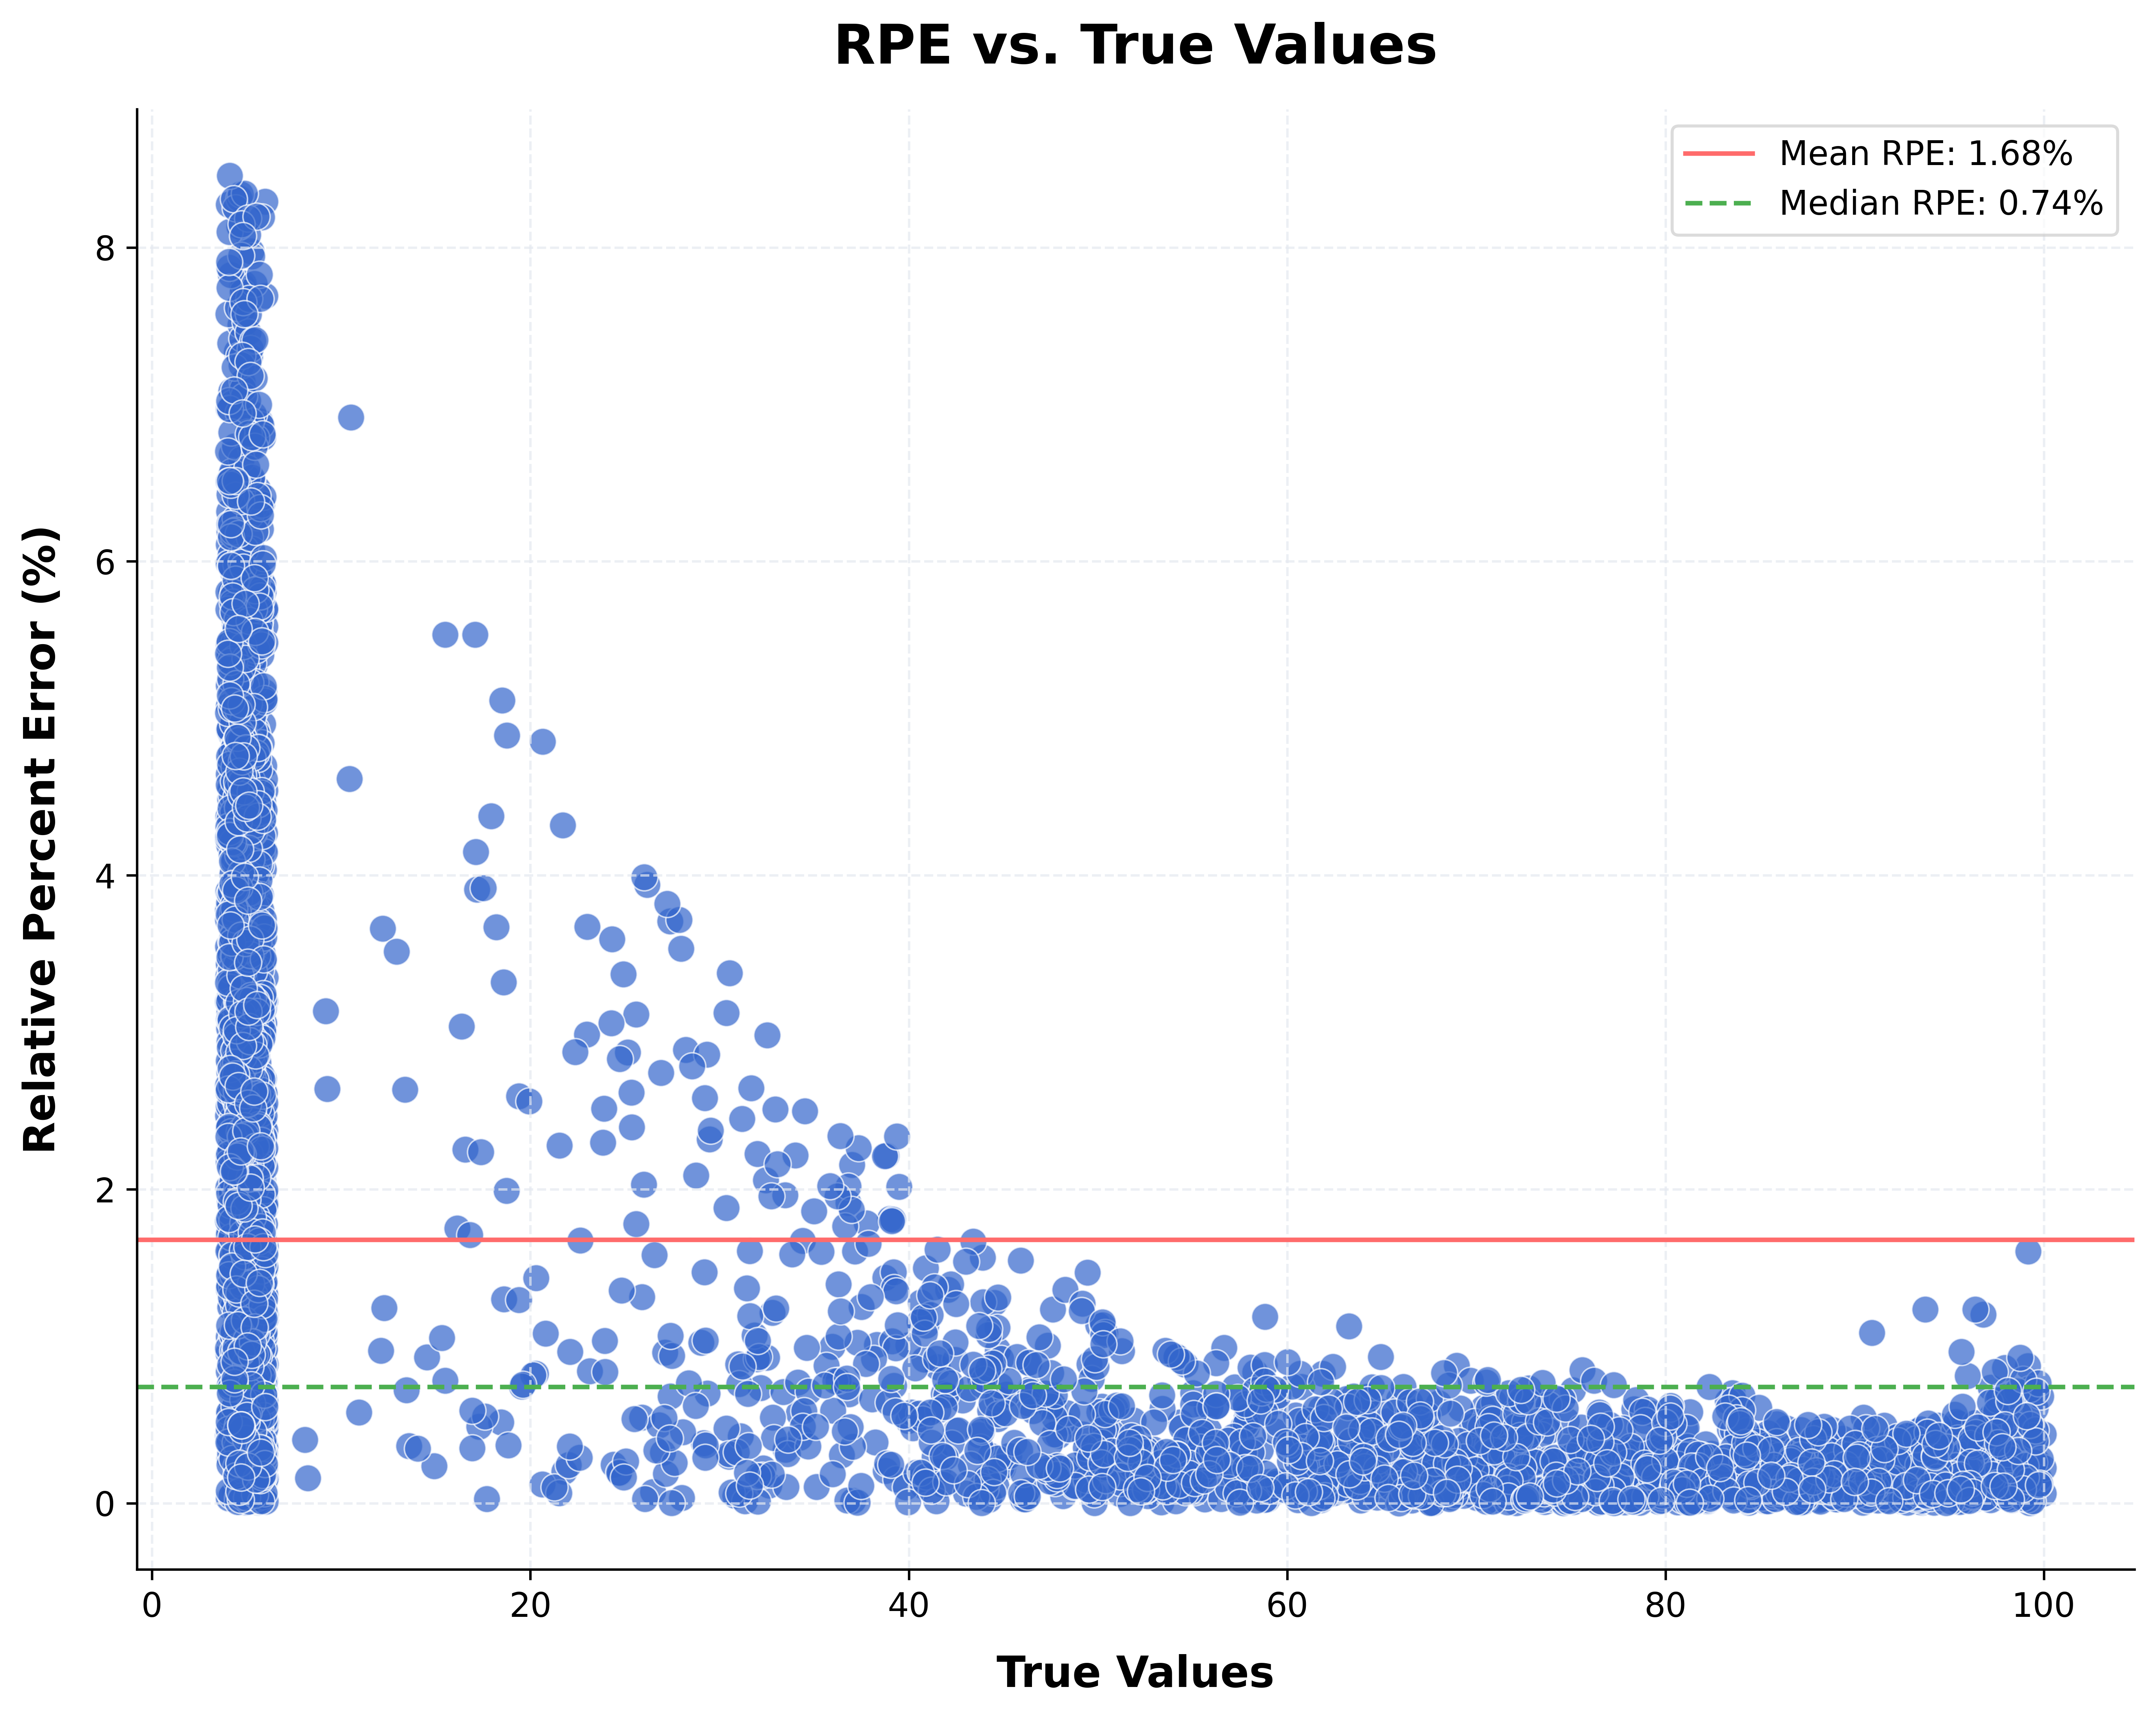 RPE vs. True Values
Mean RPE: 1.68%
Median RPE: 0.74%
Relative Percent Error (%)
8
6
4
2
0
0 20 40 60 80 100
True Values